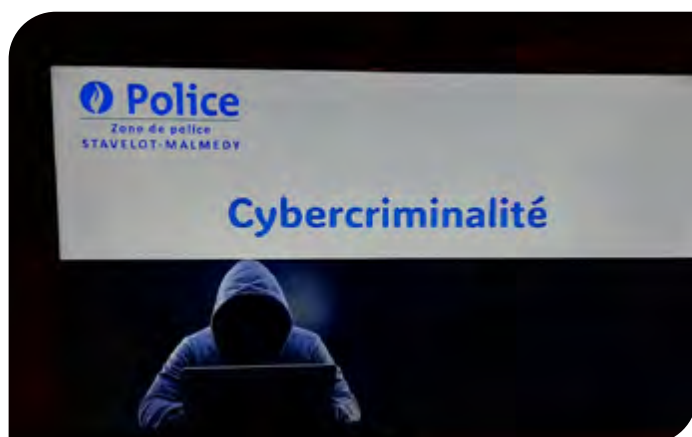 Police
Zone de police
STAVELOT-MALMEDY
Cybercriminalité